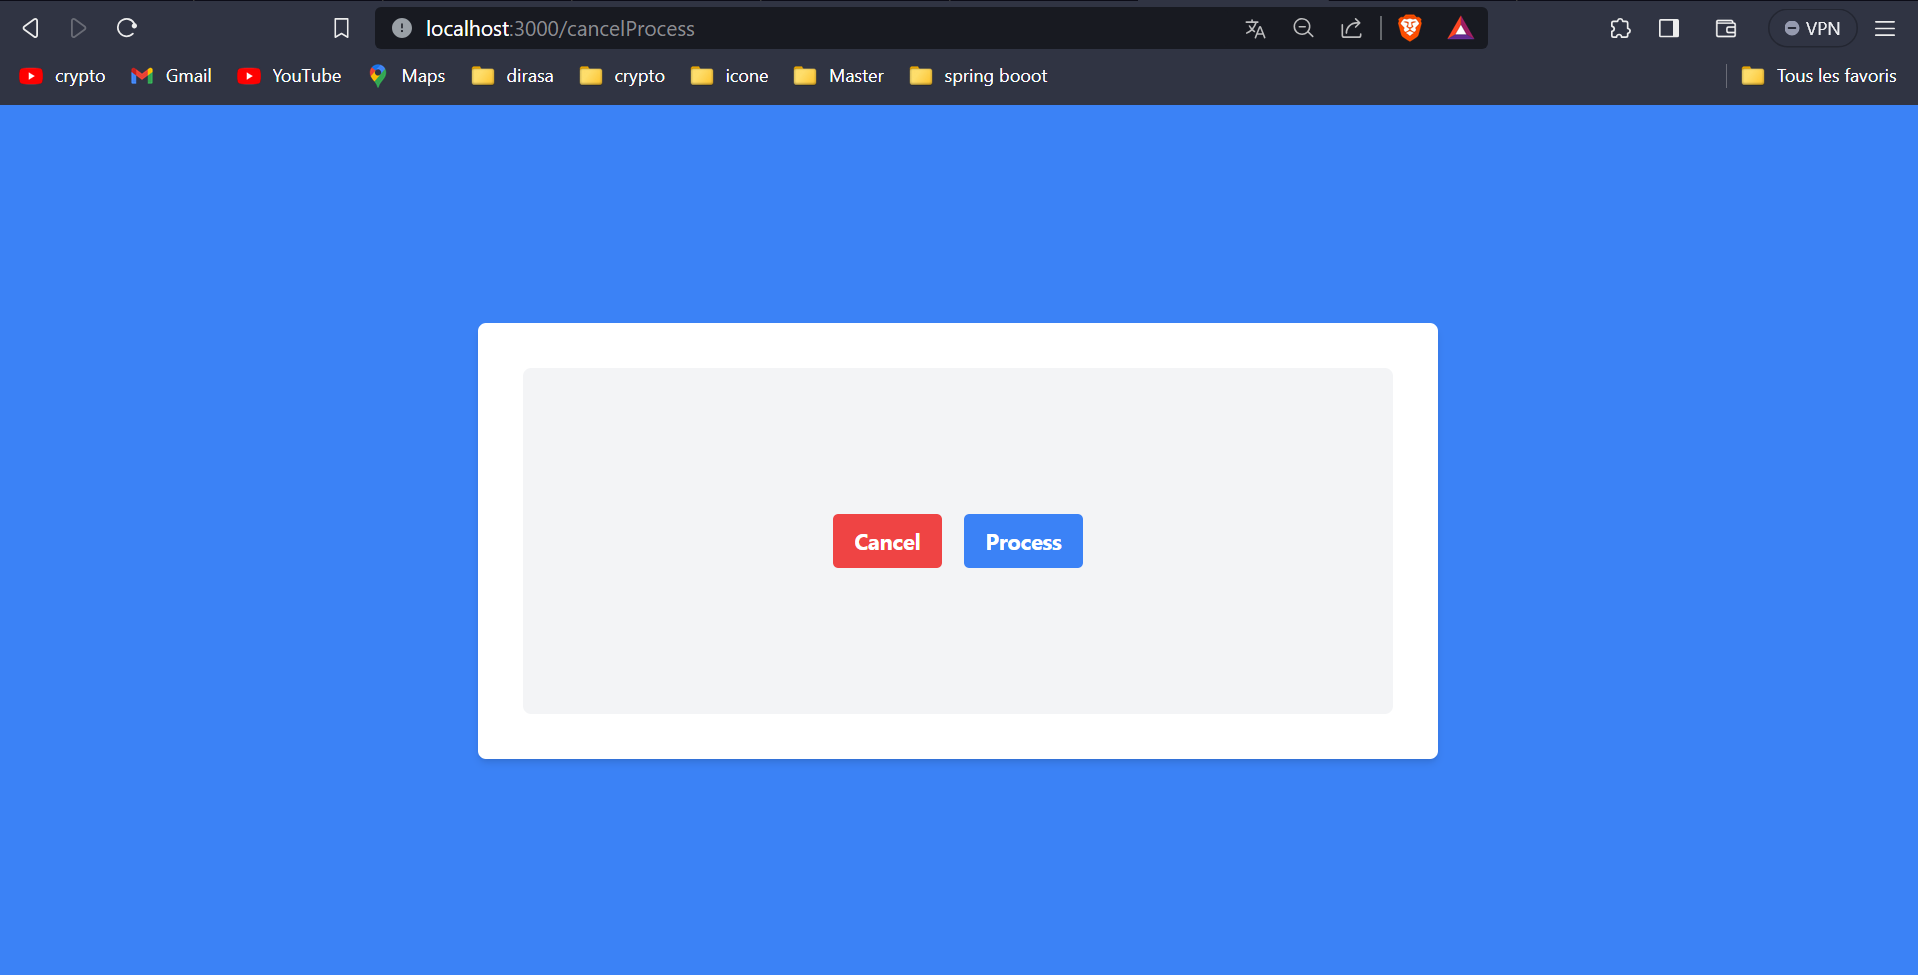 localhost:3000/cancelProcess
VPN
crypto Gmail YouTube Maps dirasa crypto icone Master spring booot Tous les favoris
Cancel Process